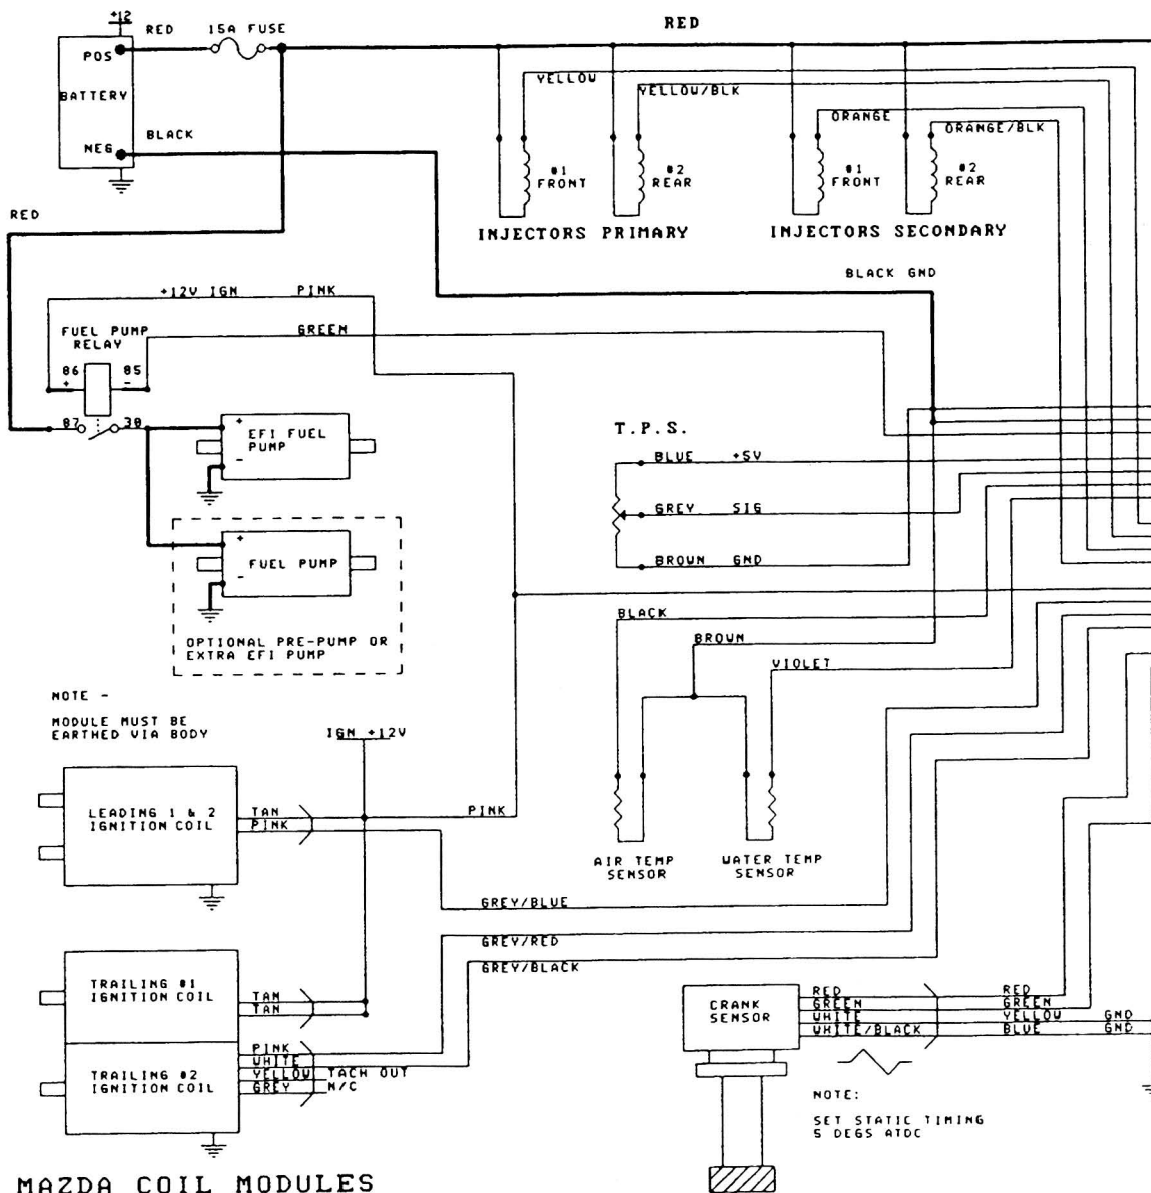 +12
RED
15A FUSE
RED
POS
BATTERY
YELLOW
YELLOW/BLK
ORANGE
ORANGE/BLK
BLACK
NEG
#1
FRONT
#2
REAR
#1
FRONT
#2
REAR
RED
INJECTORS PRIMARY
INJECTORS SECONDARY
BLACK GND
+12V IGN
PINK
FUEL PUMP
RELAY
GREEN
86
85
+
-
87
30
+
EFI FUEL
PUMP
-
T.P.S.
BLUE +5V
GREY SIG
BROWN GND
+
FUEL PUMP
-
OPTIONAL PRE-PUMP OR
EXTRA EFI PUMP
BLACK
BROWN
VIOLET
NOTE -
MODULE MUST BE
EARTHED VIA BODY
IGN +12V
LEADING 1 & 2
IGNITION COIL
TAN
PINK
PINK
AIR TEMP
SENSOR
WATER TEMP
SENSOR
GREY/BLUE
GREY/RED
GREY/BLACK
TRAILING #1
IGNITION COIL
TAN
TAN
CRANK
SENSOR
RED
GREEN
WHITE
WHITE/BLACK
RED
GREEN
YELLOW GND
BLUE GND
TRAILING #2
IGNITION COIL
PINK
WHITE
YELLOW TACH OUT
GREY N/C
NOTE:
SET STATIC TIMING
5 DEGS ATDC
MAZDA COIL MODULES